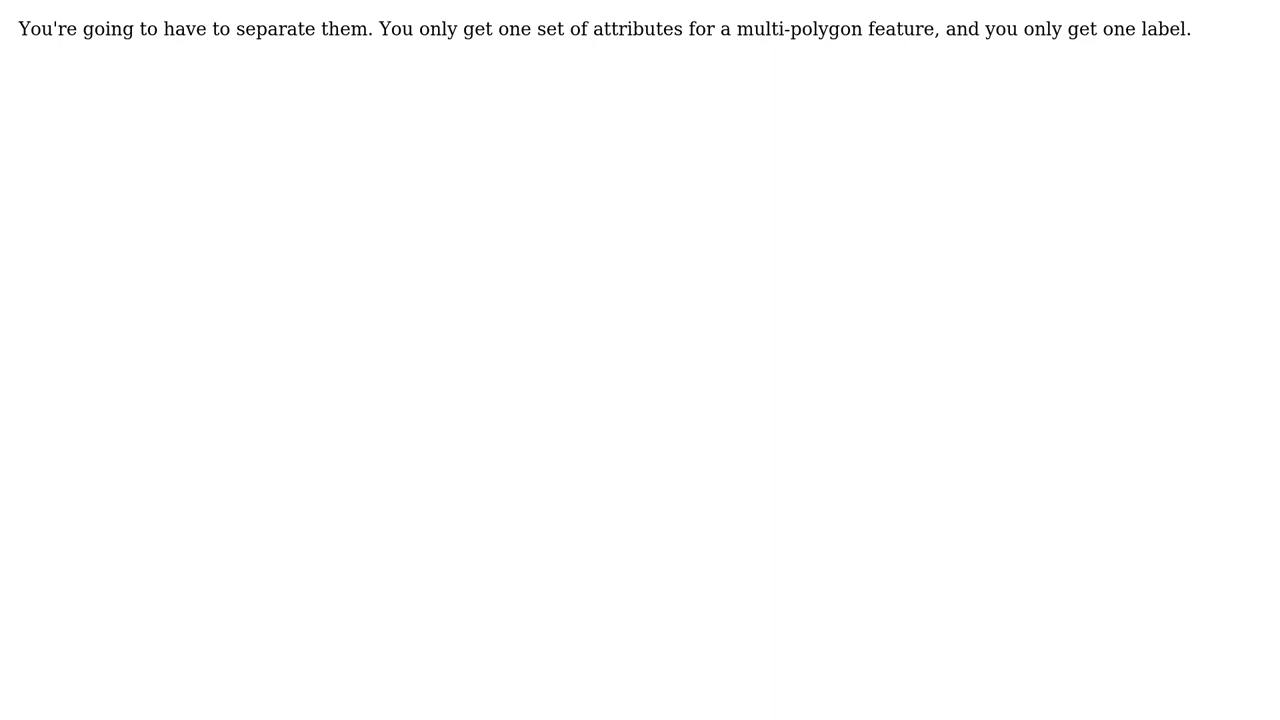 You're going to have to separate them. You only get one set of attributes for a multi-polygon feature, and you only get one label.